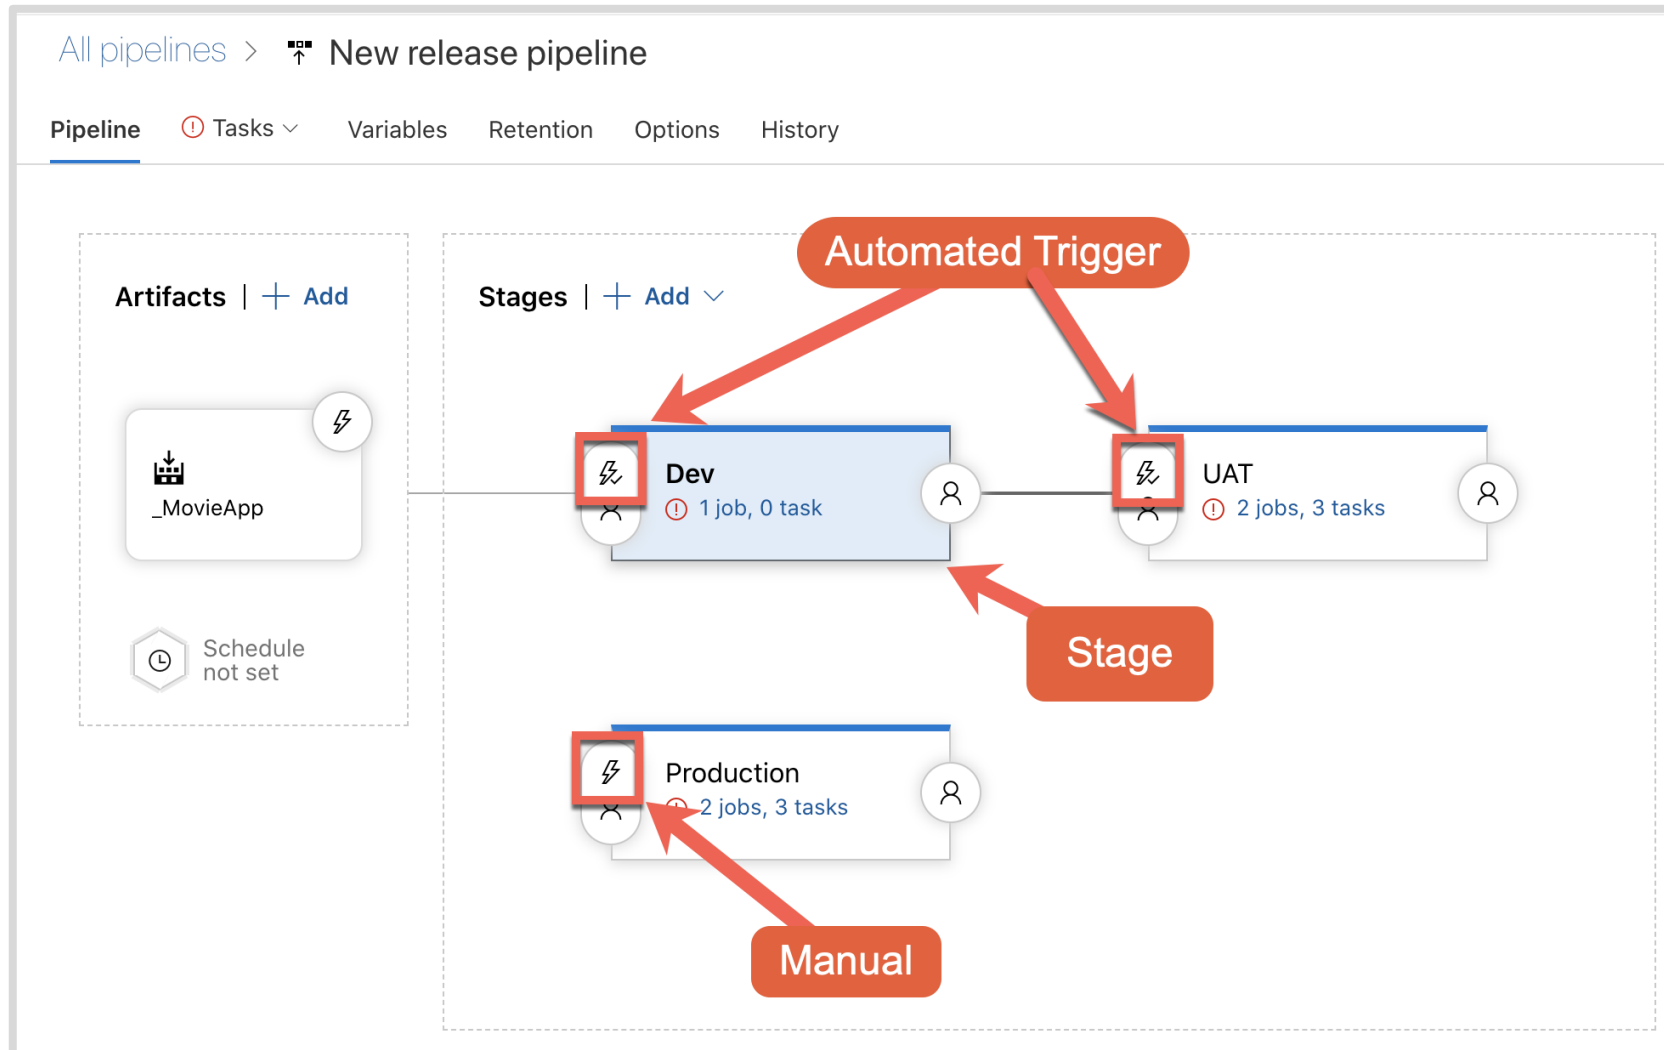 All pipelines > New release pipeline
Pipeline Tasks Variables Retention Options History
Automated Trigger
Artifacts | + Add
Stages | + Add
_MovieApp
Dev
1 job, 0 task
UAT
2 jobs, 3 tasks
Schedule
not set
Stage
Production
2 jobs, 3 tasks
Manual